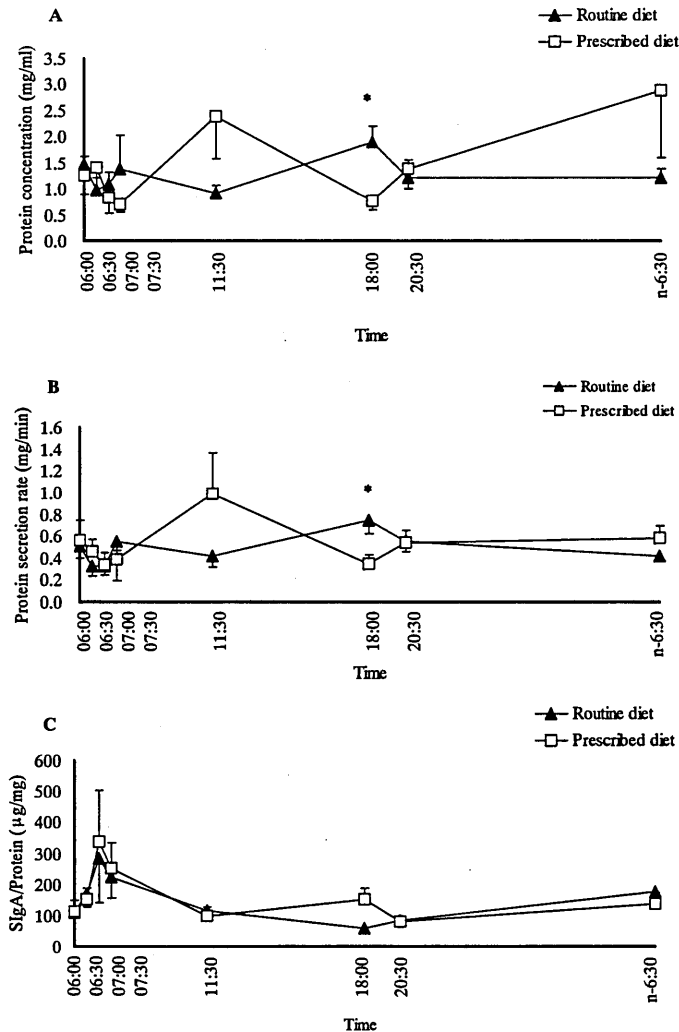 A
Routine diet
Prescribed diet
Protein concentration (mg/ml)
3.5
3.0
2.5
2.0
1.5
1.0
0.5
0.0
*
06:00
06:30
07:00
07:30
11:30
18:00
20:30
n-6:30
Time
B
Routine diet
Prescribed diet
Protein secretion rate (mg/min)
1.6
1.4
1.2
1.0
0.8
0.6
0.4
0.2
0.0
*
06:00
06:30
07:00
07:30
11:30
18:00
20:30
n-6:30
Time
C
Routine diet
Prescribed diet
SIgA/Protein (μg/mg)
600
500
400
300
200
100
0
06:00
06:30
07:00
07:30
11:30
18:00
20:30
n-6:30
Time